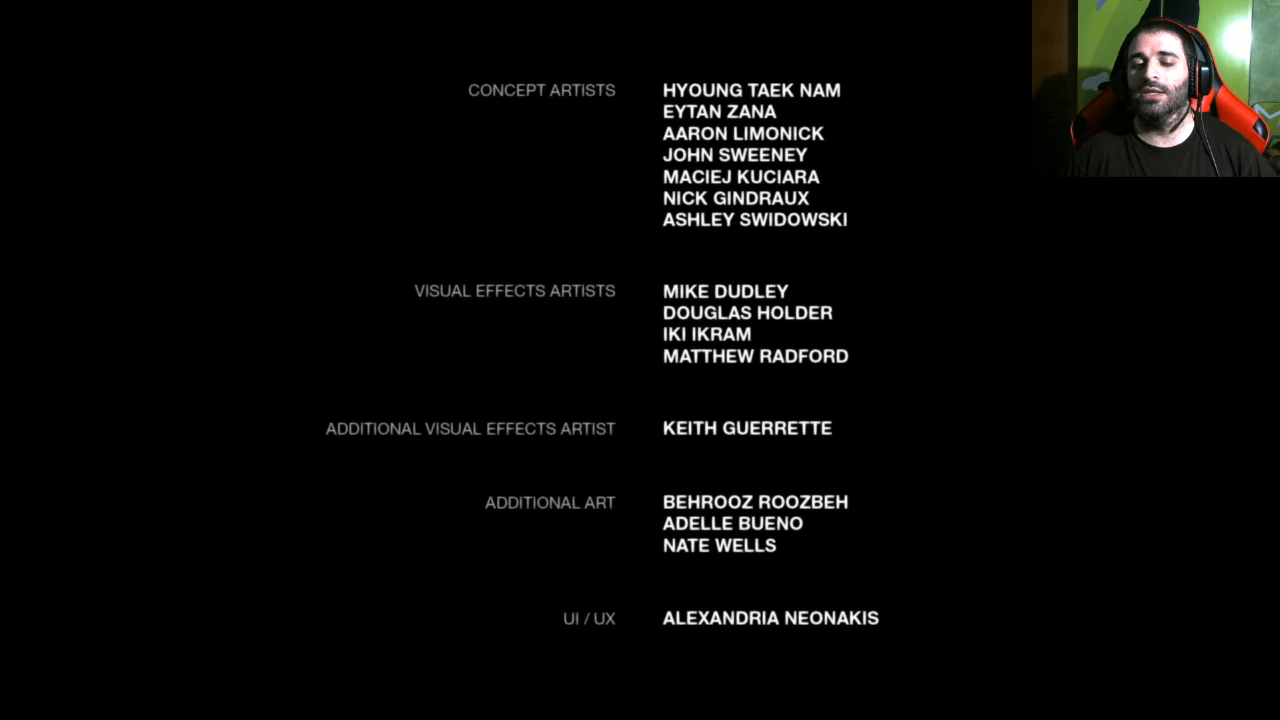 CONCEPT ARTISTS HYOUNG TAEK NAM
EYTAN ZANA
AARON LIMONICK
JOHN SWEENEY
MACIEJ KUCIARA
NICK GINDRAUX
ASHLEY SWIDOWSKI
VISUAL EFFECTS ARTISTS MIKE DUDLEY
DOUGLAS HOLDER
IKI IKRAM
MATTHEW RADFORD
ADDITIONAL VISUAL EFFECTS ARTIST KEITH GUERRETTE
ADDITIONAL ART BEHROOZ ROOZBEH
ADELLE BUENO
NATE WELLS
UI / UX ALEXANDRIA NEONAKIS